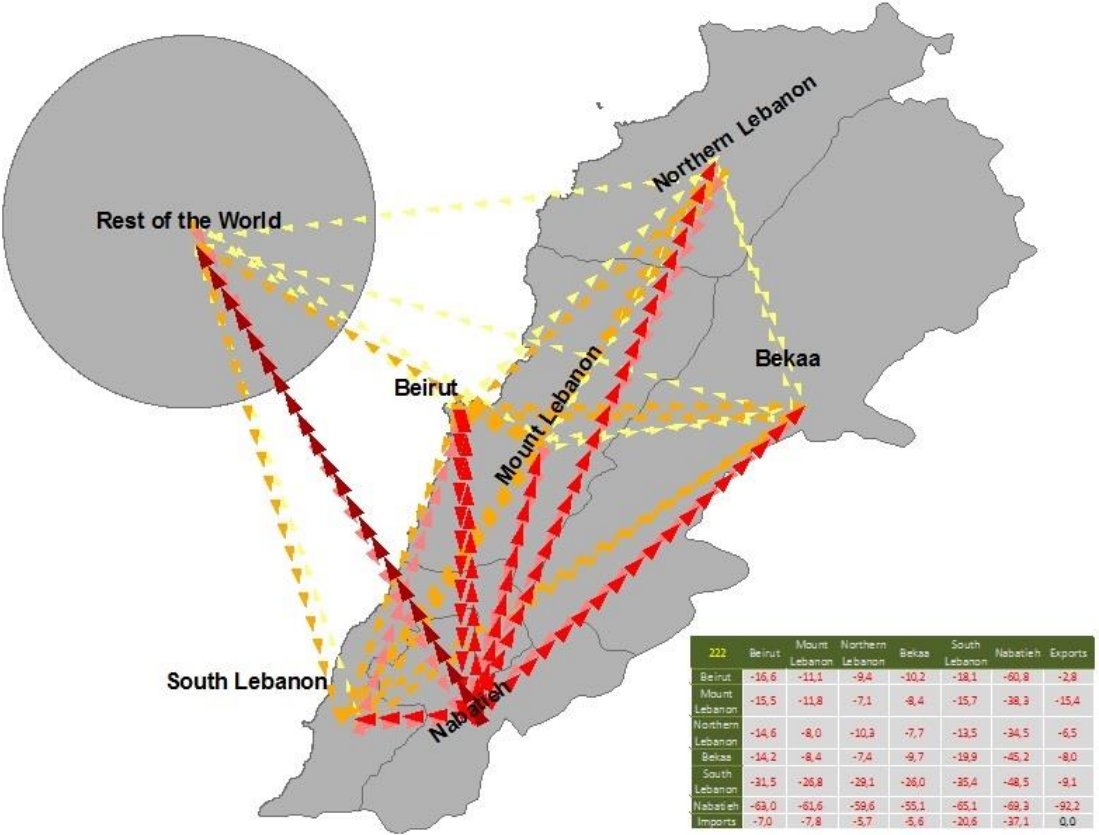 Northern Lebanon
Rest of the World
Bekaa
Beirut
Mount Lebanon
South Lebanon
Nabatieh
222 Beirut Mount Lebanon Northern Lebanon Bekaa South Lebanon Nabatieh Exports
Beirut -16,6 -11,1 -9,4 -10,2 -18,1 -60,8 -2,8
Mount Lebanon -15,5 -11,8 -7,1 -8,4 -15,7 -38,3 -15,4
Northern Lebanon -14,6 -8,0 -10,3 -7,7 -13,5 -34,5 -6,5
Bekaa -14,2 -8,4 -7,4 -9,7 -19,9 -45,2 -8,0
South Lebanon -31,5 -26,8 -29,1 -26,0 -35,4 -48,5 -9,1
Nabatieh -63,0 -61,6 -59,6 -55,1 -65,1 -69,3 -92,2
Imports -7,0 -7,8 -5,7 -5,6 -20,6 -37,1 0,0